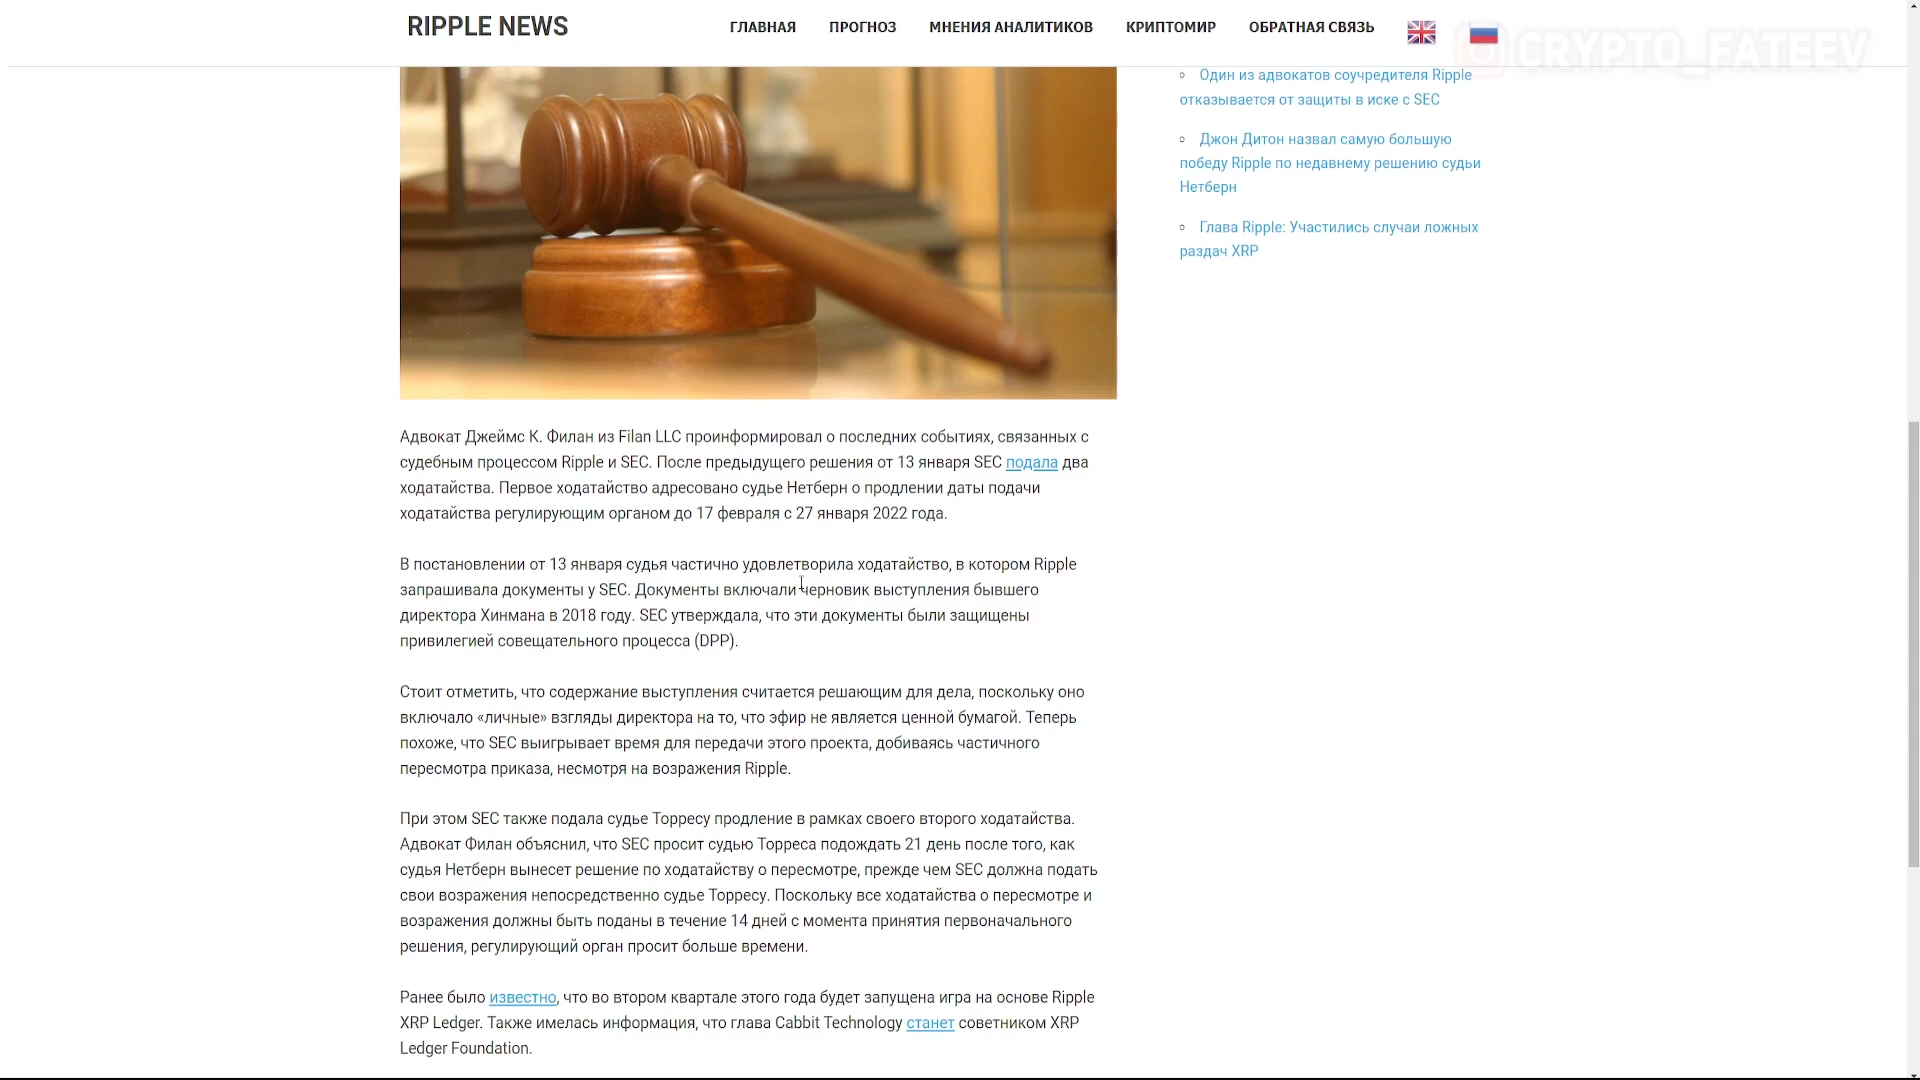 RIPPLE NEWS
ГЛАВНАЯ ПРОГНОЗ МНЕНИЯ АНАЛИТИКОВ КРИПТОМИР ОБРАТНАЯ СВЯЗЬ
CRYPTO_FATEEV
Один из адвокатов соучредителя Ripple
отказывается от защиты в иске с SEC
Джон Дитон назвал самую большую
победу Ripple по недавнему решению судьи
Нетберн
Глава Ripple: Участились случаи ложных
раздач XRP
Адвокат Джеймс К. Филан из Filan LLC проинформировал о последних событиях, связанных с
судебным процессом Ripple и SEC. После предыдущего решения от 13 января SEC подала два
ходатайства. Первое ходатайство адресовано судье Нетберн о продлении даты подачи
ходатайства регулирующим органом до 17 февраля с 27 января 2022 года.
В постановлении от 13 января судья частично удовлетворила ходатайство, в котором Ripple
запрашивала документы у SEC. Документы включали черновик выступления бывшего
директора Хинмана в 2018 году. SEC утверждала, что эти документы были защищены
привилегией совещательного процесса (DPP).
Стоит отметить, что содержание выступления считается решающим для дела, поскольку оно
включало «личные» взгляды директора на то, что эфир не является ценной бумагой. Теперь
похоже, что SEC выигрывает время для передачи этого проекта, добиваясь частичного
пересмотра приказа, несмотря на возражения Ripple.
При этом SEC также подала судье Торресу продление в рамках своего второго ходатайства.
Адвокат Филан объяснил, что SEC просит судью Торреса подождать 21 день после того, как
судья Нетберн вынесет решение по ходатайству о пересмотре, прежде чем SEC должна подать
свои возражения непосредственно судье Торресу. Поскольку все ходатайства о пересмотре и
возражения должны быть поданы в течение 14 дней с момента принятия первоначального
решения, регулирующий орган просит больше времени.
Ранее было известно, что во втором квартале этого года будет запущена игра на основе Ripple
XRP Ledger. Также имелась информация, что глава Cabbit Technology станет советником XRP
Ledger Foundation.